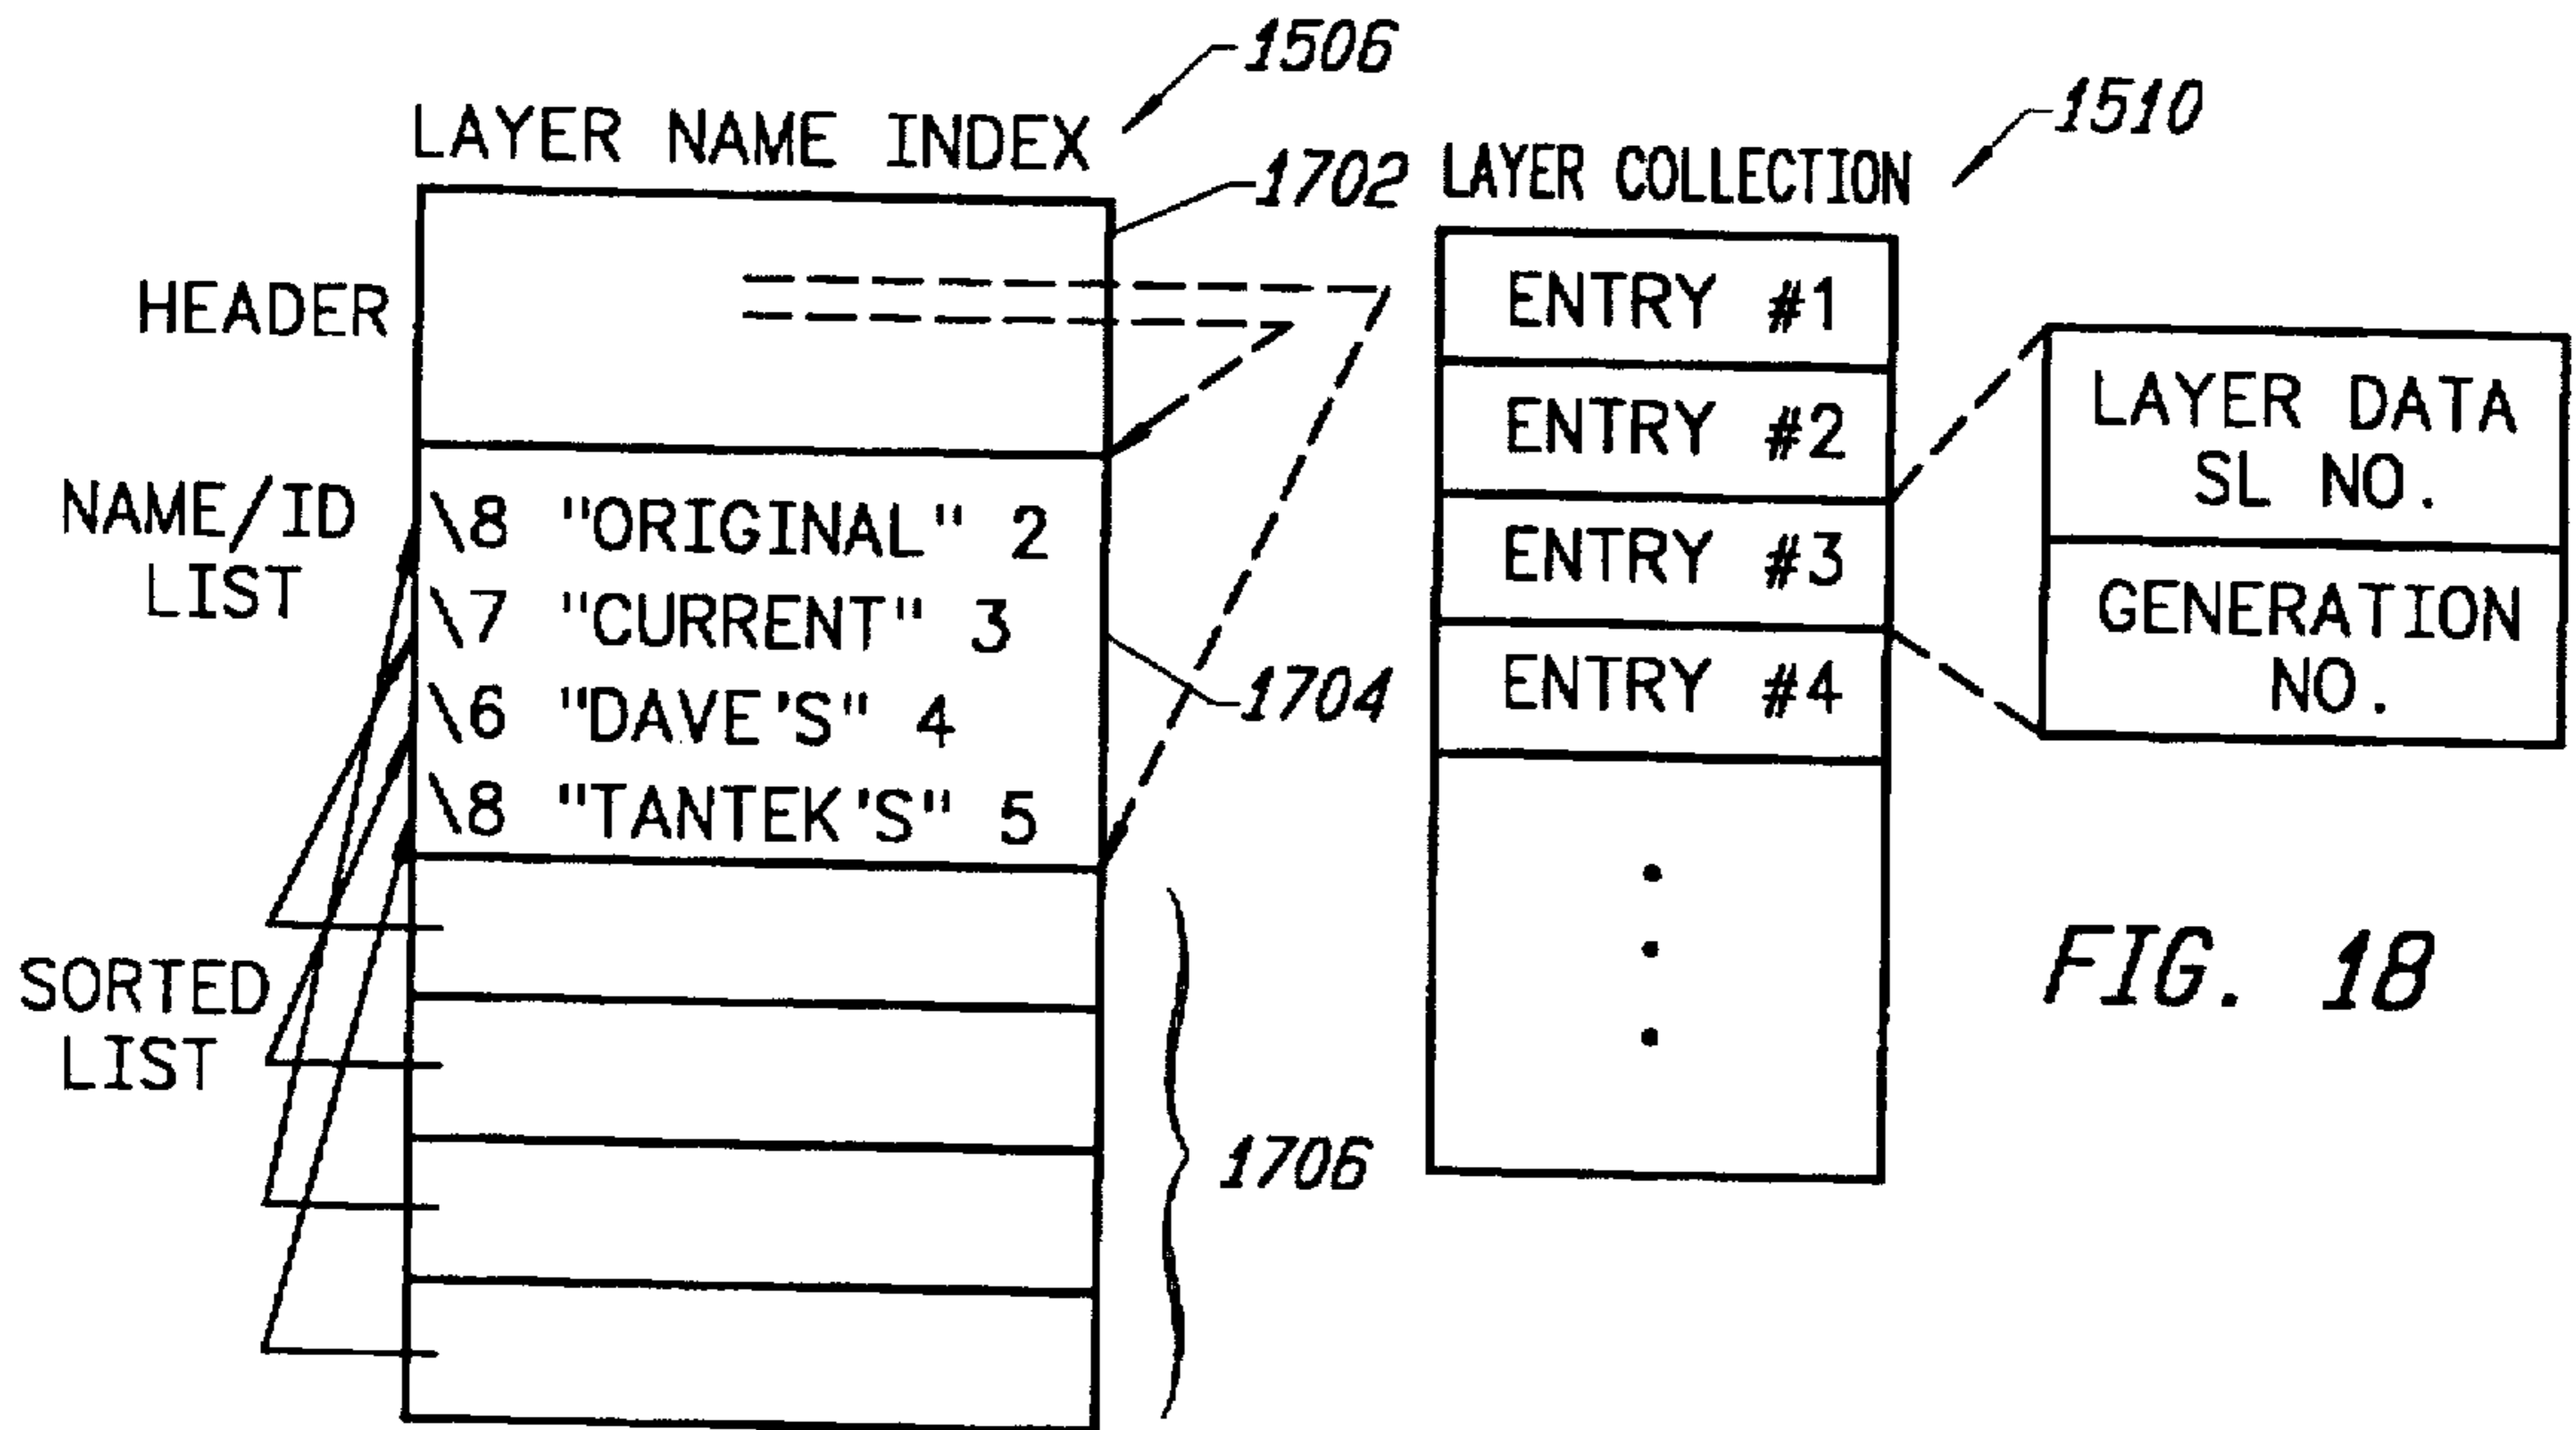 1506
LAYER NAME INDEX
1702
HEADER
NAME/ID
LIST
\8 "ORIGINAL" 2
\7 "CURRENT" 3
\6 "DAVE'S" 4
\8 "TANTEK'S" 5
1704
SORTED
LIST
1706
1510
LAYER COLLECTION
ENTRY #1
ENTRY #2
ENTRY #3
ENTRY #4
LAYER DATA
SL NO.
GENERATION
NO.
FIG. 18